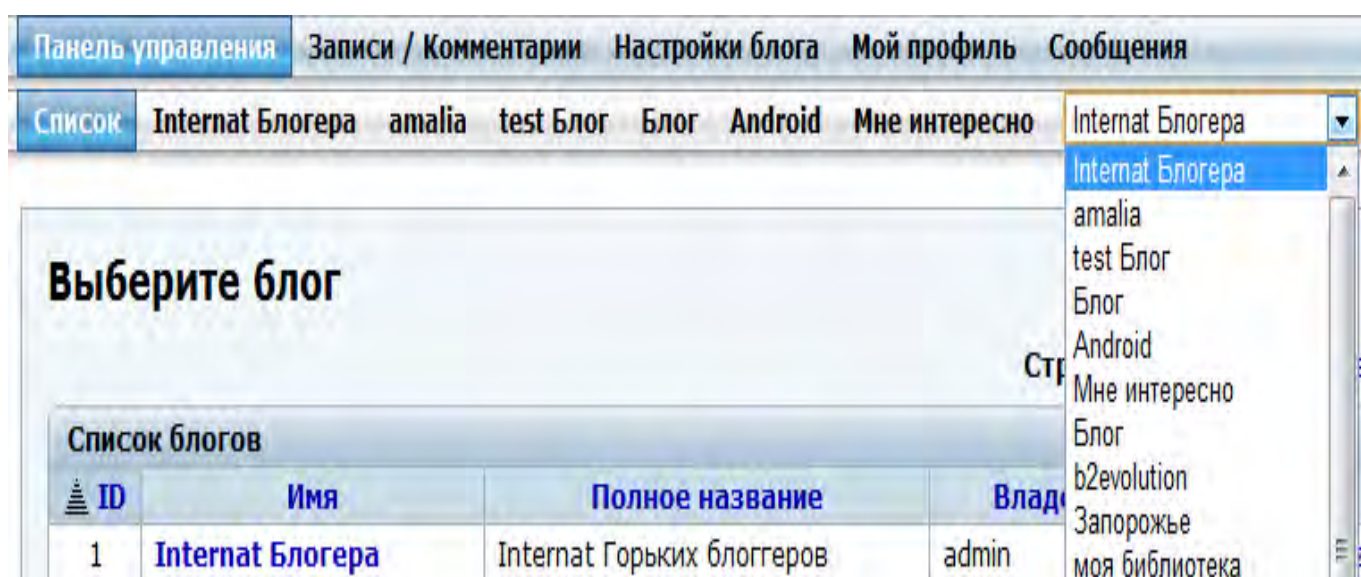 Панель управления Записи / Комментарии Настройки блога Мой профиль Сообщения
Список Internat Блогера amalia test Блог Блог Android Мне интересно Internat Блогера
Internat Блогера
amalia
test Блог
Блог
Android
Мне интересно
Блог
b2evolution
Запорожье
моя библиотека
Выберите блог
Список блогов
ID Имя Полное название
1 Internat Блогера Internat Горьких блоггеров admin